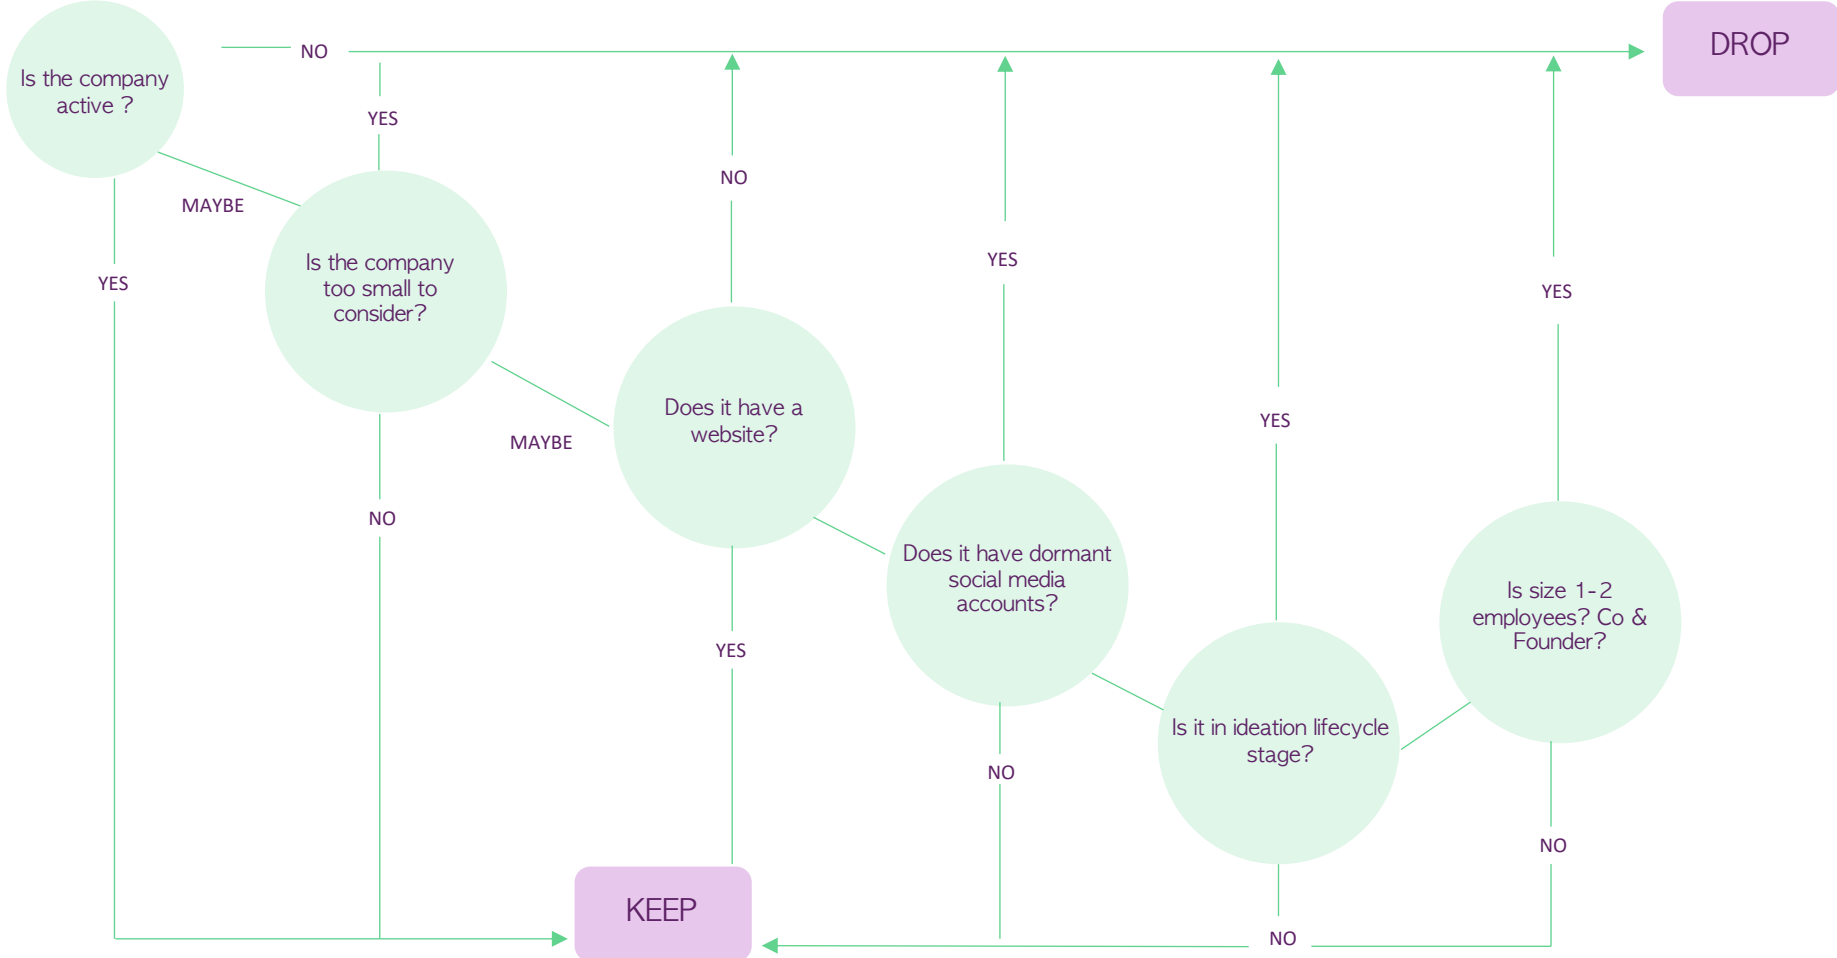 NO
DROP
Is the company
active ?
YES
MAYBE
NO
YES
Is the company
too small to
consider?
YES
YES
YES
MAYBE
Does it have a
website?
YES
NO
Does it have dormant
social media
accounts?
Is size 1-2
employees? Co &
Founder?
YES
Is it in ideation lifecycle
stage?
NO
NO
KEEP
NO